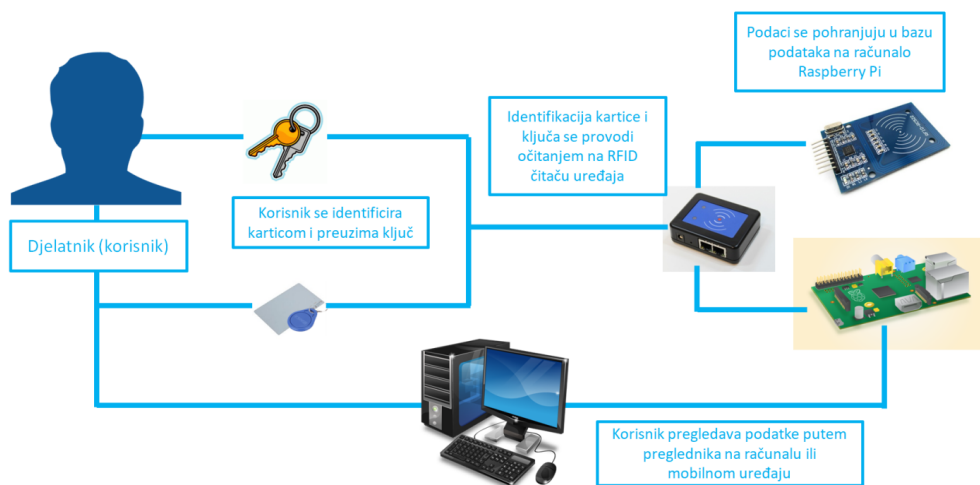 Podaci se pohranjuju u bazu
podataka na računalo
Raspberry Pi
Identifikacija kartice i
ključa se provodi
očitanjem na RFID
čitaču uređaja
Korisnik se identificira
karticom i preuzima ključ
Djelatnik (korisnik)
Korisnik pregledava podatke putem
preglednika na računalu ili
mobilnom uređaju